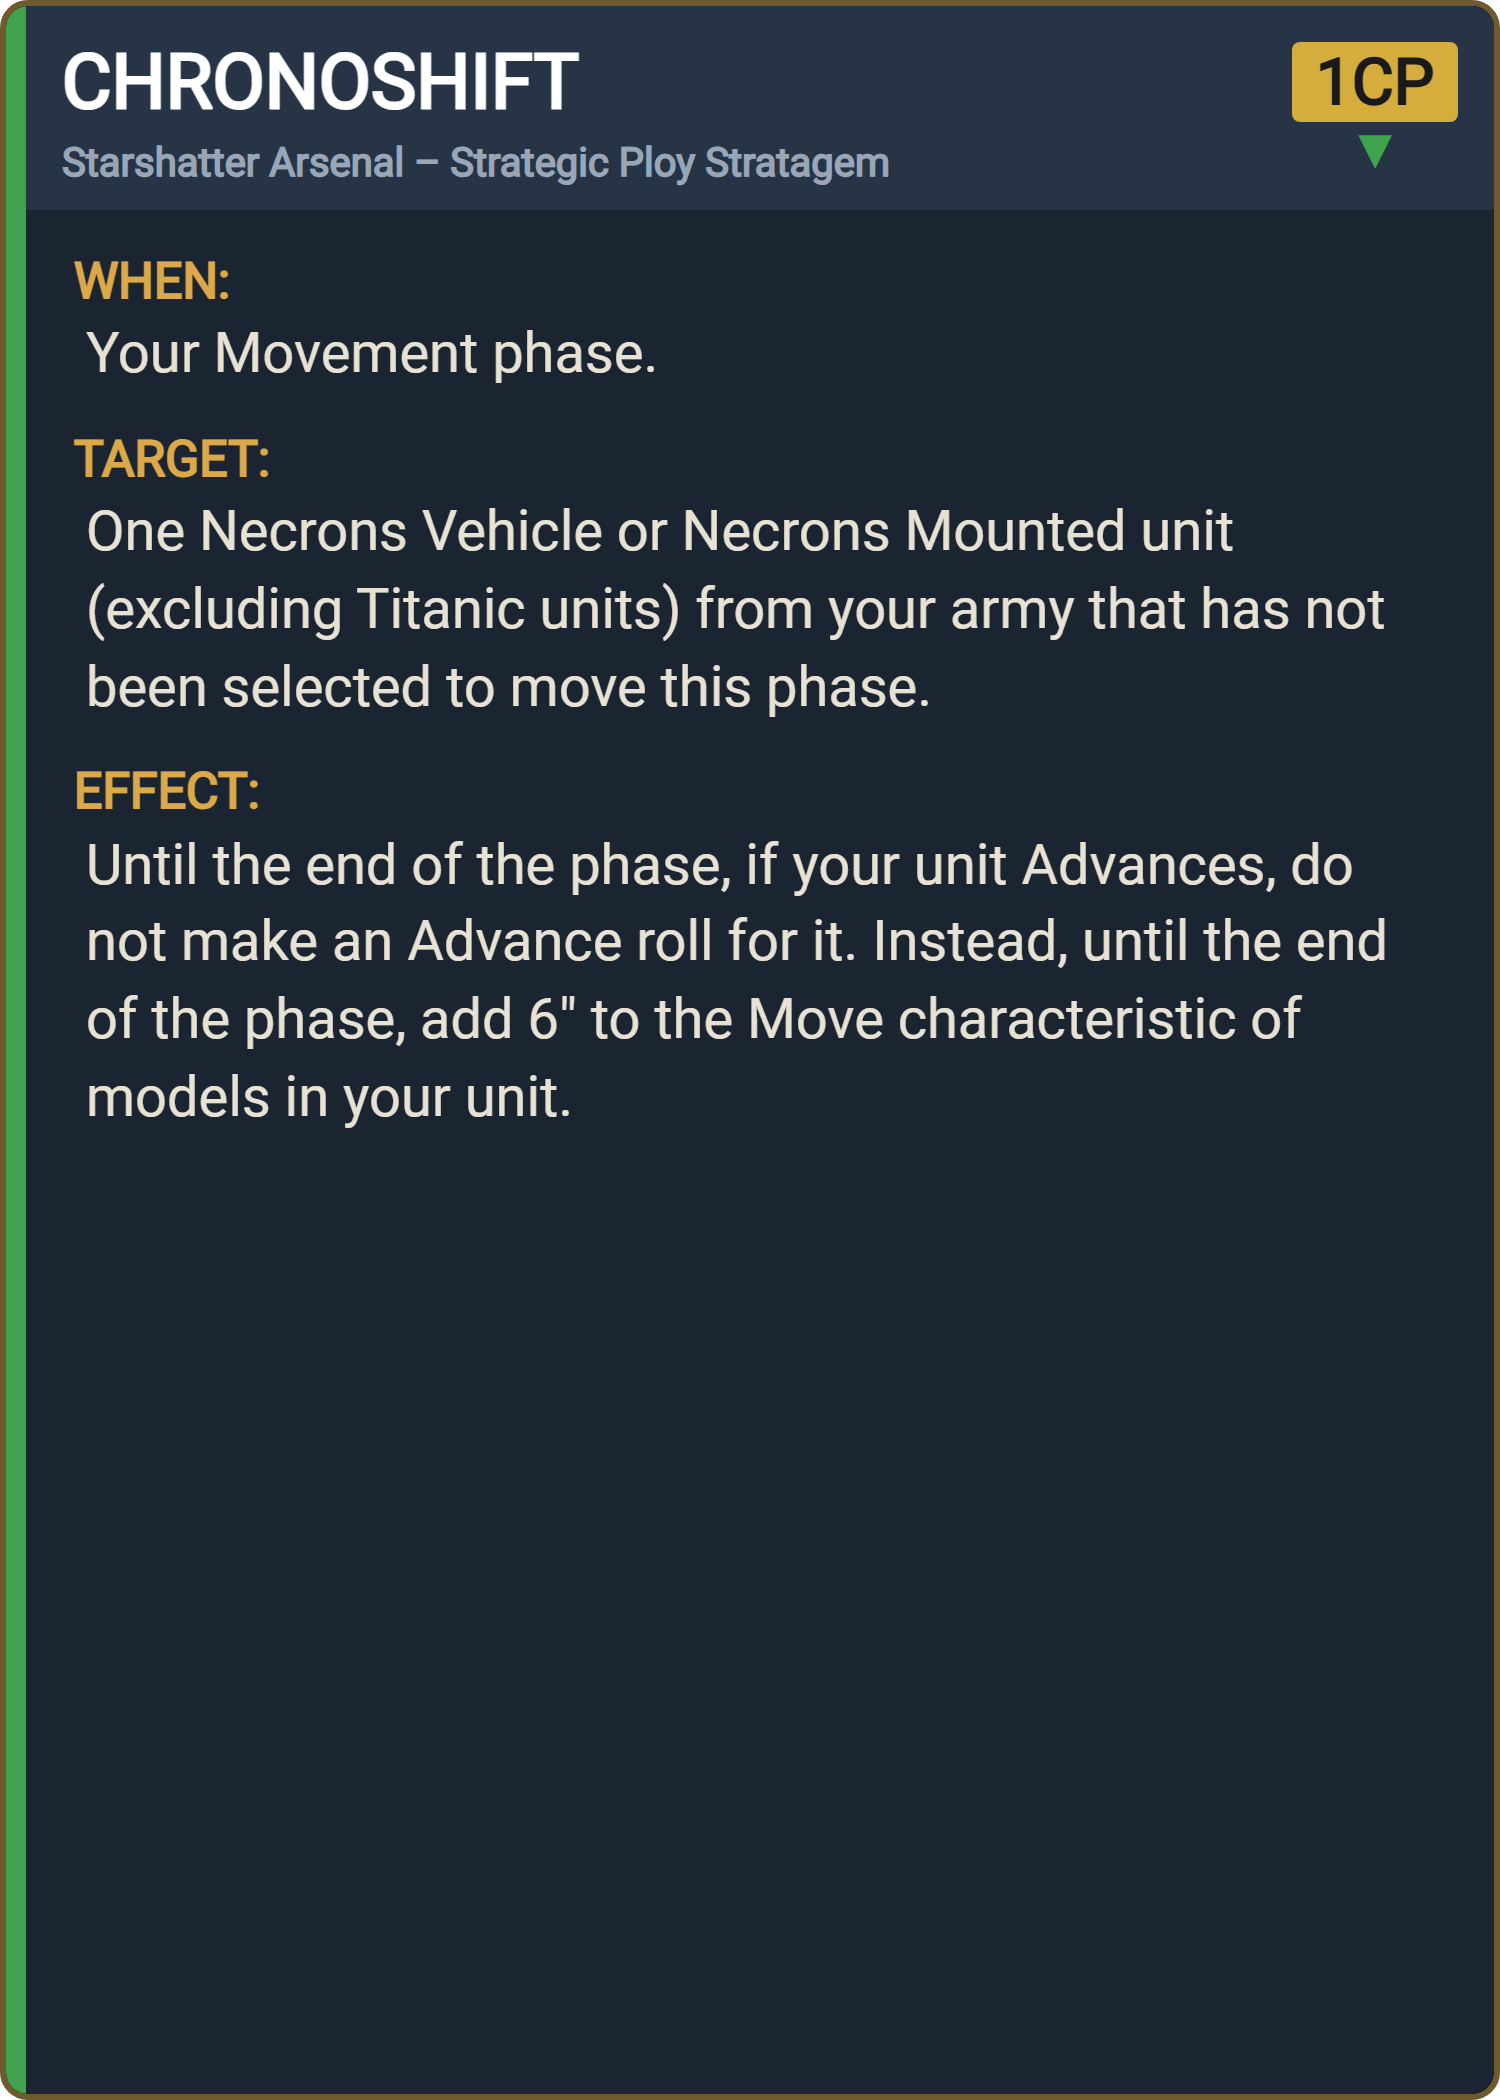 CHRONOSHIFT
1CP
Starshatter Arsenal – Strategic Ploy Stratagem
WHEN:
Your Movement phase.
TARGET:
One Necrons Vehicle or Necrons Mounted unit
(excluding Titanic units) from your army that has not
been selected to move this phase.
EFFECT:
Until the end of the phase, if your unit Advances, do
not make an Advance roll for it. Instead, until the end
of the phase, add 6" to the Move characteristic of
models in your unit.